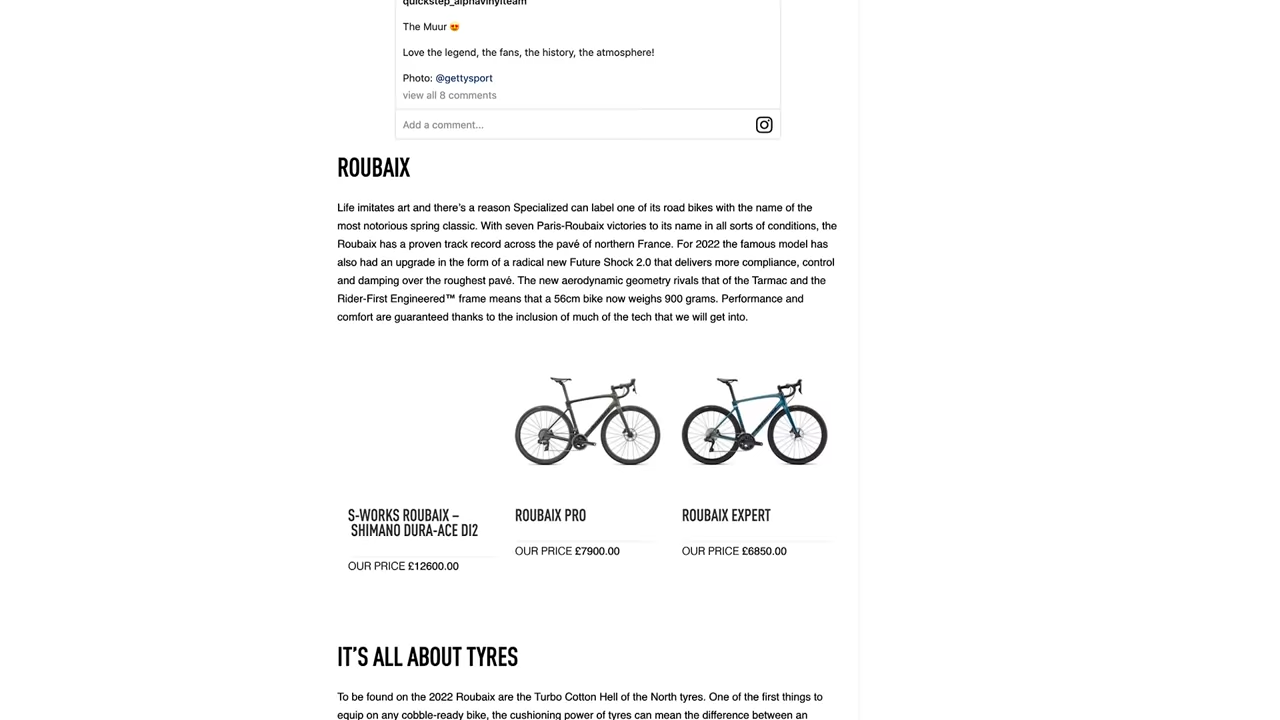 quickstep_alphavinylteam
The Muur 😍
Love the legend, the fans, the history, the atmosphere!
Photo: @gettysport
view all 8 comments
Add a comment...
ROUBAIX
Life imitates art and there’s a reason Specialized can label one of its road bikes with the name of the
most notorious spring classic. With seven Paris-Roubaix victories to its name in all sorts of conditions, the
Roubaix has a proven track record across the pavé of northern France. For 2022 the famous model has
also had an upgrade in the form of a radical new Future Shock 2.0 that delivers more compliance, control
and damping over the roughest pavé. The new aerodynamic geometry rivals that of the Tarmac and the
Rider-First Engineered™ frame means that a 56cm bike now weighs 900 grams. Performance and
comfort are guaranteed thanks to the inclusion of much of the tech that we will get into.
S-WORKS ROUBAIX –
SHIMANO DURA-ACE DI2
OUR PRICE £12600.00
ROUBAIX PRO
OUR PRICE £7900.00
ROUBAIX EXPERT
OUR PRICE £6850.00
IT’S ALL ABOUT TYRES
To be found on the 2022 Roubaix are the Turbo Cotton Hell of the North tyres. One of the first things to
equip on any cobble-ready bike, the cushioning power of tyres can mean the difference between an